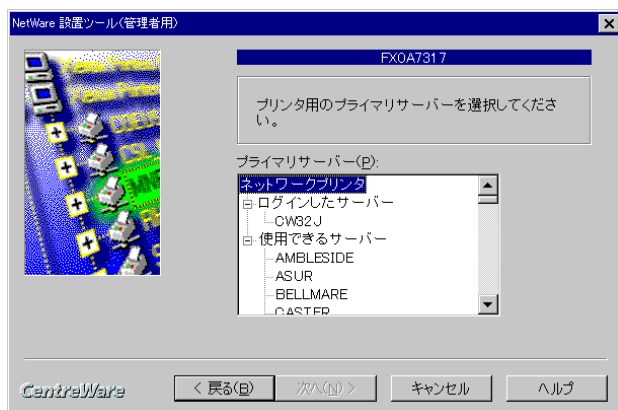 NetWare 設置ツール(管理者用)
FX0A7317
プリンタ用のプライマリサーバーを選択してくださ
い。
プライマリサーバー(P):
ネットワークプリンタ
ログインしたサーバー
CW32J
使用できるサーバー
AMBLESIDE
ASUR
BELLMARE
CASTER
CentreWare
< 戻る(B)
次へ(N) >
キャンセル
ヘルプ